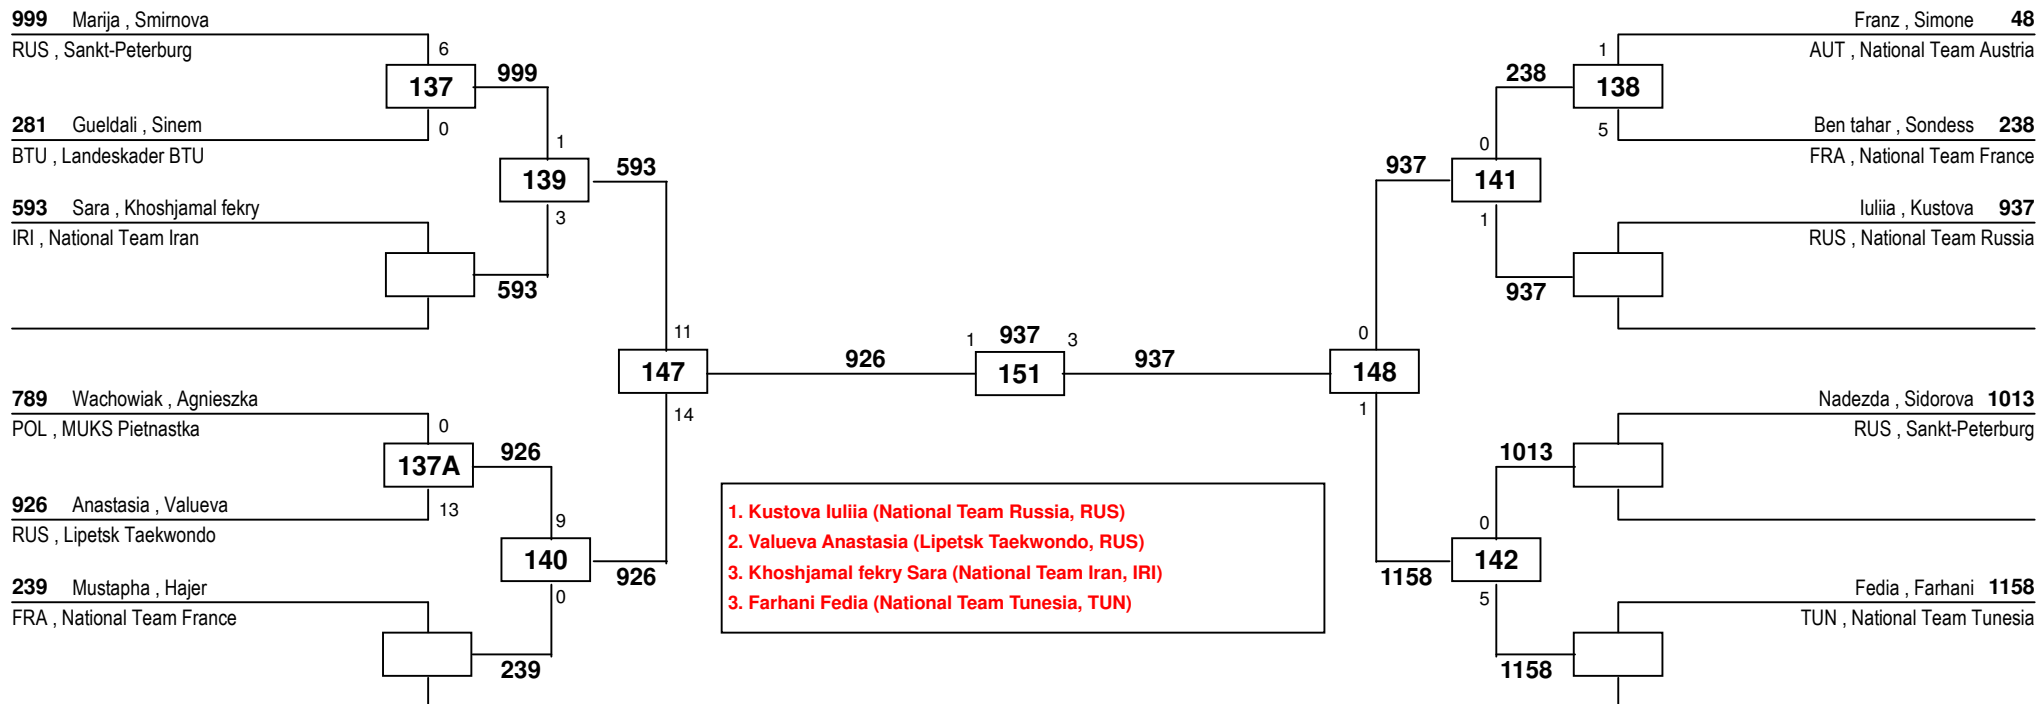 999 Marija , Smirnova
RUS , Sankt-Peterburg
6
137
999
281 Gueldali , Sinem
0
BTU , Landeskader BTU
1
139
593
593 Sara , Khoshjamal fekry
3
IRI , National Team Iran
593
11
147
926
14
789 Wachowiak , Agnieszka
POL , MUKS Pietnastka
0
137A
926
926 Anastasia , Valueva
13
RUS , Lipetsk Taekwondo
9
140
926
0
239 Mustapha , Hajer
FRA , National Team France
239
1 937 3
151
937
1. Kustova Iuliia (National Team Russia, RUS)
2. Valueva Anastasia (Lipetsk Taekwondo, RUS)
3. Khoshjamal fekry Sara (National Team Iran, IRI)
3. Farhani Fedia (National Team Tunesia, TUN)
Franz , Simone 48
AUT , National Team Austria
1
238
138
5
Ben tahar , Sondess 238
FRA , National Team France
0
937
141
1
Iuliia , Kustova 937
RUS , National Team Russia
937
0
148
1
Nadezda , Sidorova 1013
RUS , Sankt-Peterburg
1013
0
142
1158
5
Fedia , Farhani 1158
TUN , National Team Tunesia
1158